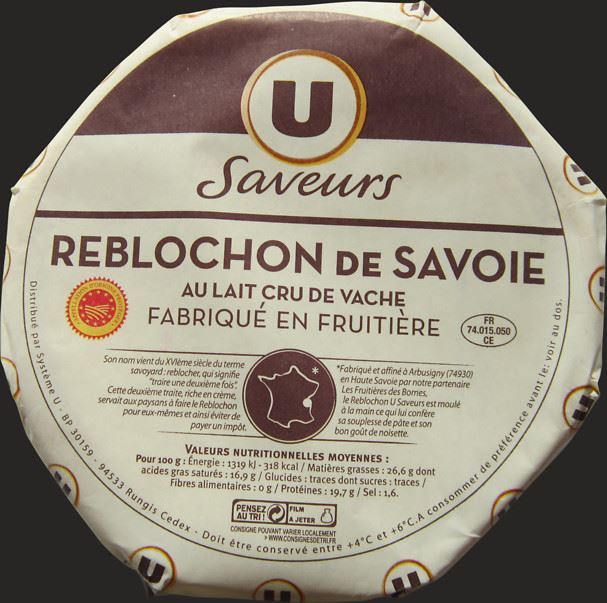 U
Saveurs
REBLOCHON DE SAVOIE
AU LAIT CRU DE VACHE
FABRIQUÉ EN FRUITIÈRE
APPELLATION D'ORIGINE PROTÉGÉE
FR
74.015.050
CE
Son nom vient du XVIème siècle du terme
savoyard : reblocher, qui signifie
"traire une deuxième fois".
Cette deuxième traite, riche en crème,
servait aux paysans à faire le Reblochon
pour eux-mêmes et ainsi éviter de
payer un impôt.
*
*Fabriqué et affiné à Arbusigny (74930)
en Haute Savoie par notre partenaire
Les Fruitières des Bornes,
le Reblochon U Saveurs est moulé
à la main ce qui lui confère
sa souplesse de pâte et son
bon goût de noisette.
VALEURS NUTRITIONNELLES MOYENNES :
Pour 100 g : Énergie : 1319 kJ - 318 kcal / Matières grasses : 26,6 g dont
acides gras saturés : 16,9 g / Glucides : traces dont sucres : traces /
Fibres alimentaires : 0 g / Protéines : 19,7 g / Sel : 1,6.
PENSEZ
AU TRI !
FILM
À JETER
CONSIGNE POUVANT VARIER LOCALEMENT
> WWW.CONSIGNESDETRI.FR
Distribué par Système U - BP 30159 - 94533 Rungis Cedex - Doit être conservé entre +4°C et +6°C. A consommer de préférence avant le: voir au dos.
U
U
U
U
U